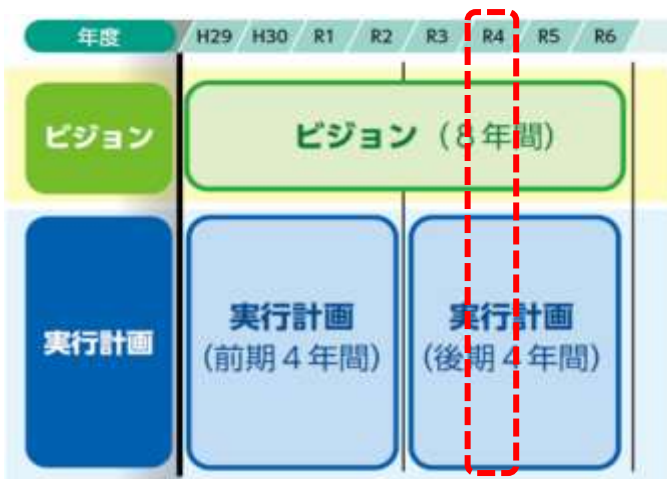 年度 H29 H30 R1 R2 R3 R4 R5 R6
ビジョン ビジョン(8年間)
実行計画
実行計画
(前期4年間)
実行計画
(後期4年間)